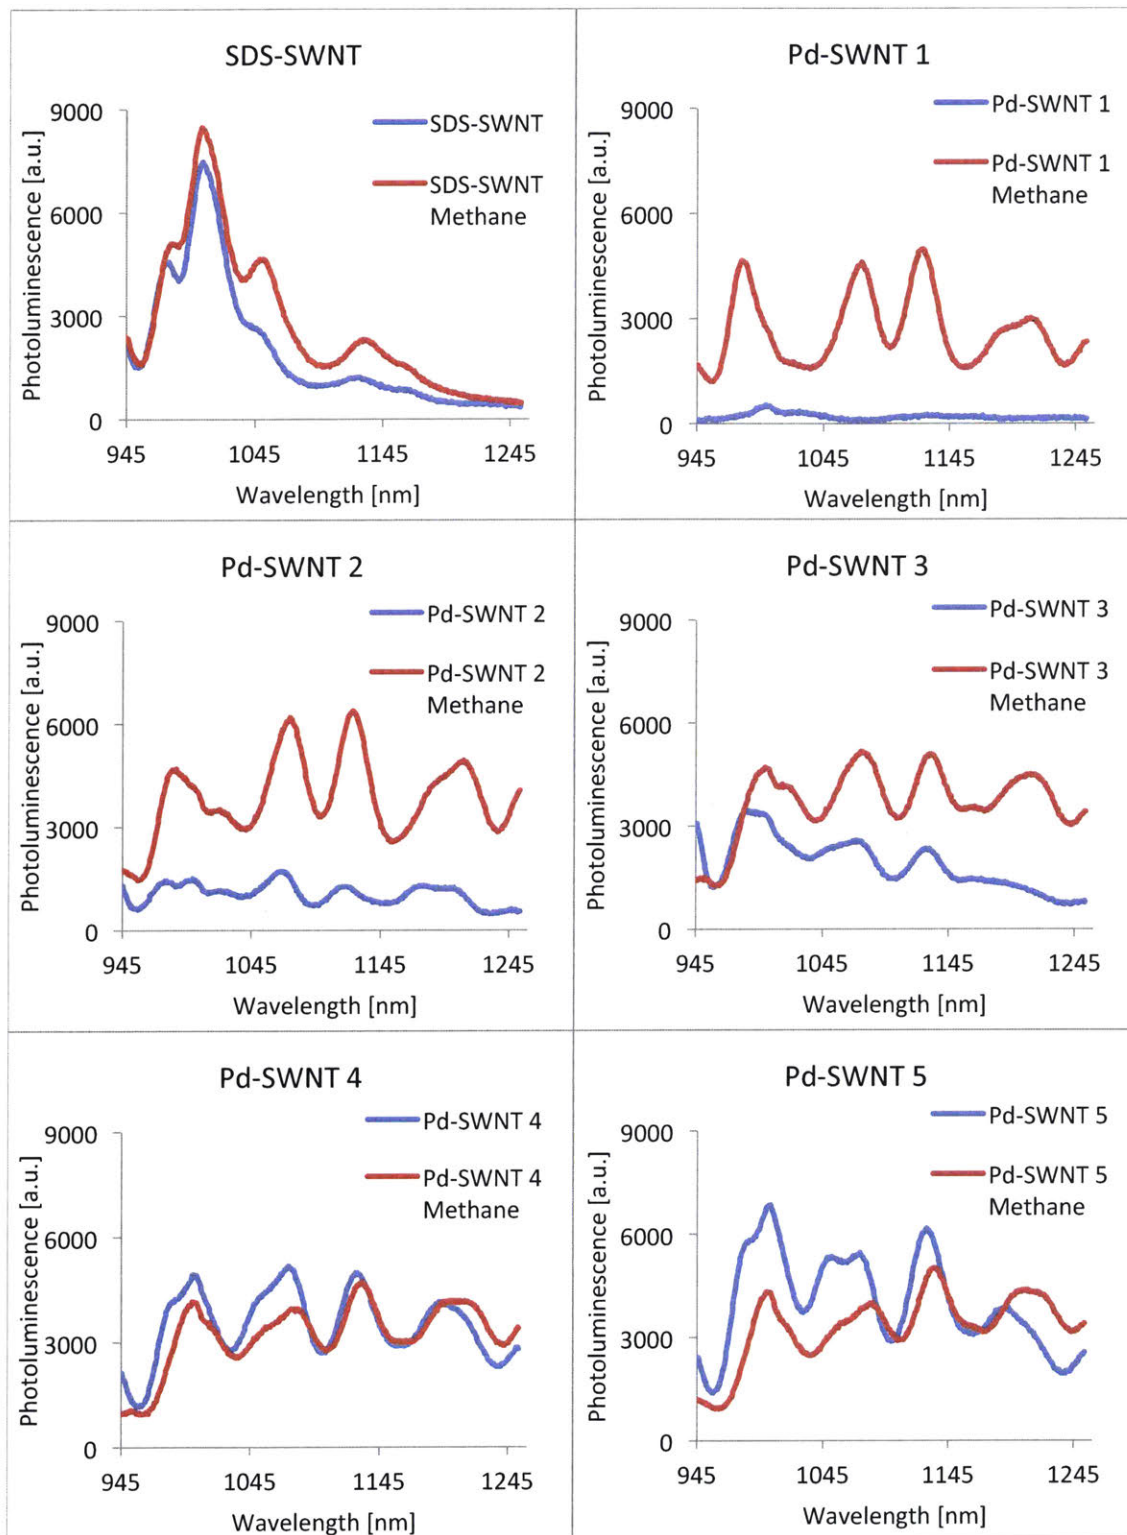 SDS-SWNT
Photoluminescence [a.u.]
9000
6000
3000
0
SDS-SWNT
SDS-SWNT
Methane
945
1045
1145
1245
Wavelength [nm]
Pd-SWNT 1
Photoluminescence [a.u.]
9000
6000
3000
0
Pd-SWNT 1
Pd-SWNT 1
Methane
945
1045
1145
1245
Wavelength [nm]
Pd-SWNT 2
Photoluminescence [a.u.]
9000
6000
3000
0
Pd-SWNT 2
Pd-SWNT 2
Methane
945
1045
1145
1245
Wavelength [nm]
Pd-SWNT 3
Photoluminescence [a.u.]
9000
6000
3000
0
Pd-SWNT 3
Pd-SWNT 3
Methane
945
1045
1145
1245
Wavelength [nm]
Pd-SWNT 4
Photoluminescence [a.u.]
9000
6000
3000
0
Pd-SWNT 4
Pd-SWNT 4
Methane
945
1045
1145
1245
Wavelength [nm]
Pd-SWNT 5
Photoluminescence [a.u.]
9000
6000
3000
0
Pd-SWNT 5
Pd-SWNT 5
Methane
945
1045
1145
1245
Wavelength [nm]